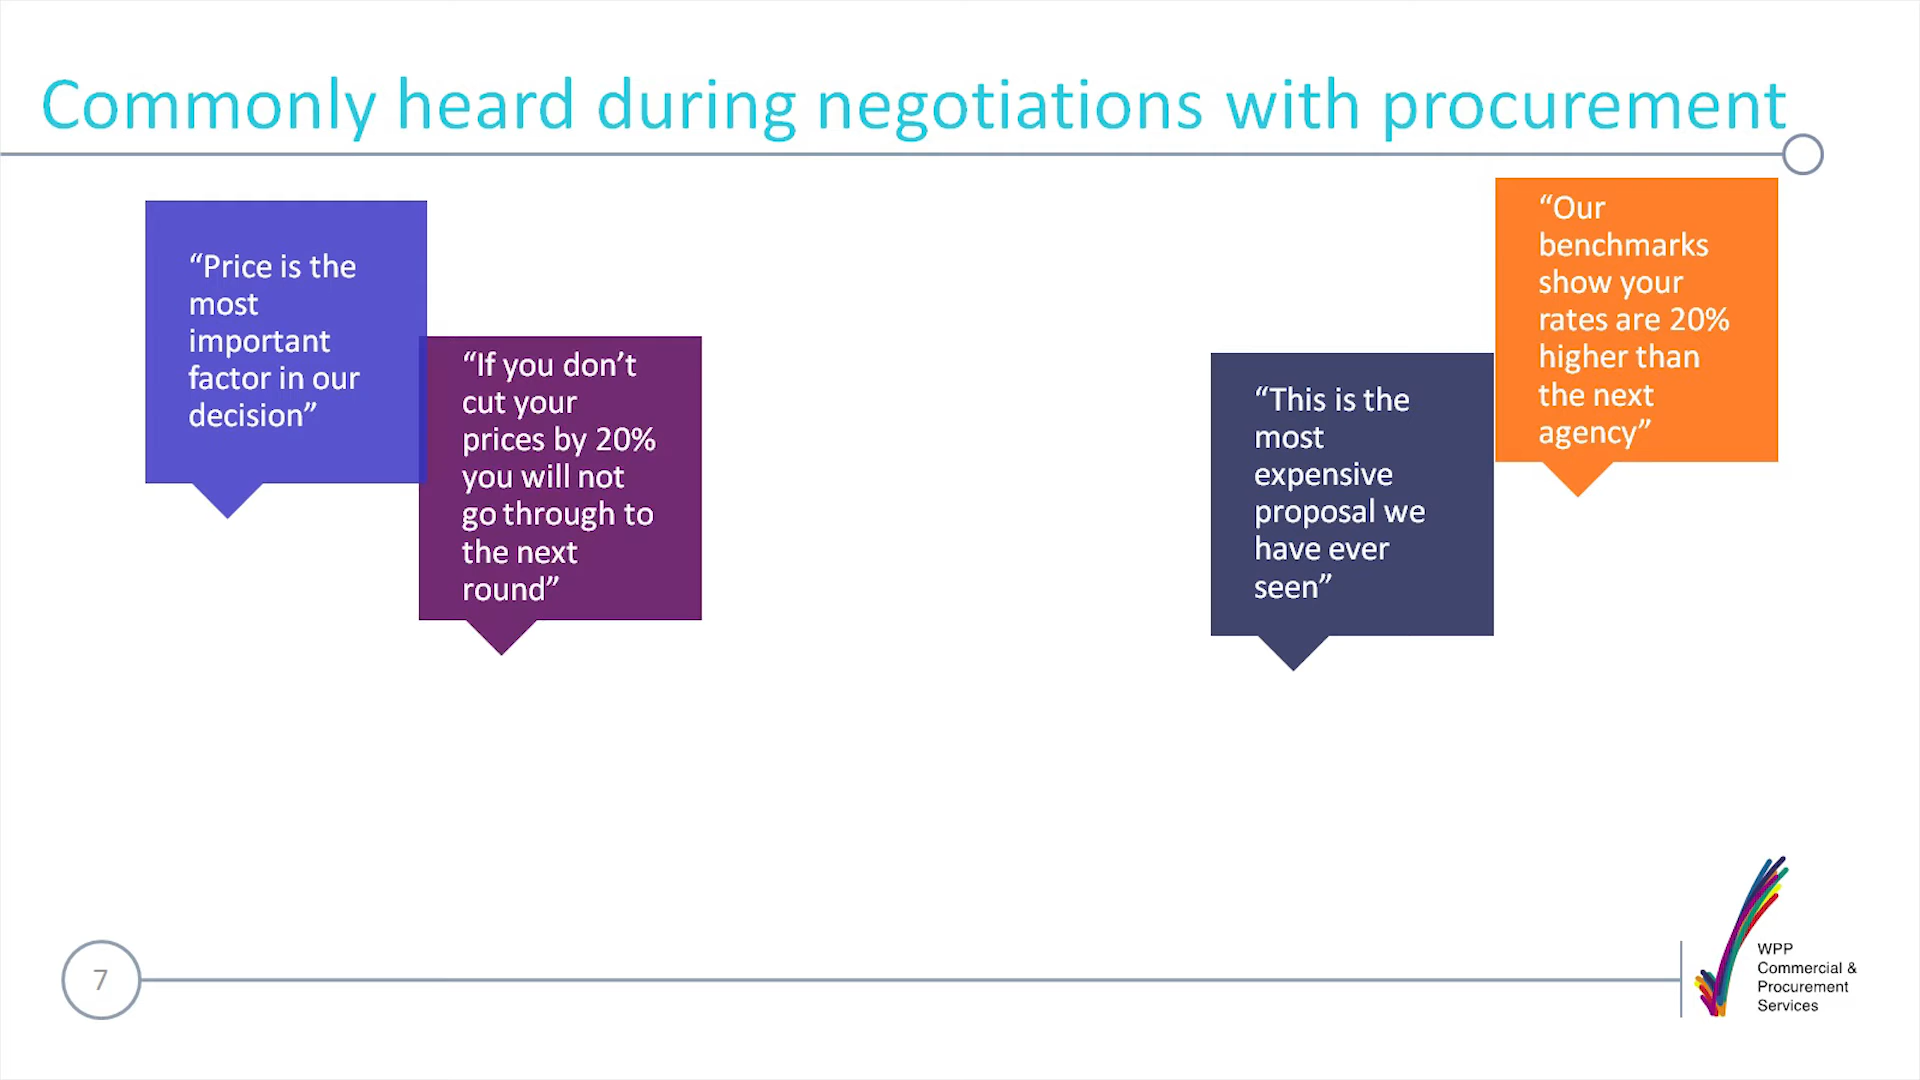 Commonly heard during negotiations with procurement
“Price is the
most
important
factor in our
decision”
“If you don’t
cut your
prices by 20%
you will not
go through to
the next
round”
“This is the
most
expensive
proposal we
have ever
seen”
“Our
benchmarks
show your
rates are 20%
higher than
the next
agency”
7
WPP
Commercial &
Procurement
Services